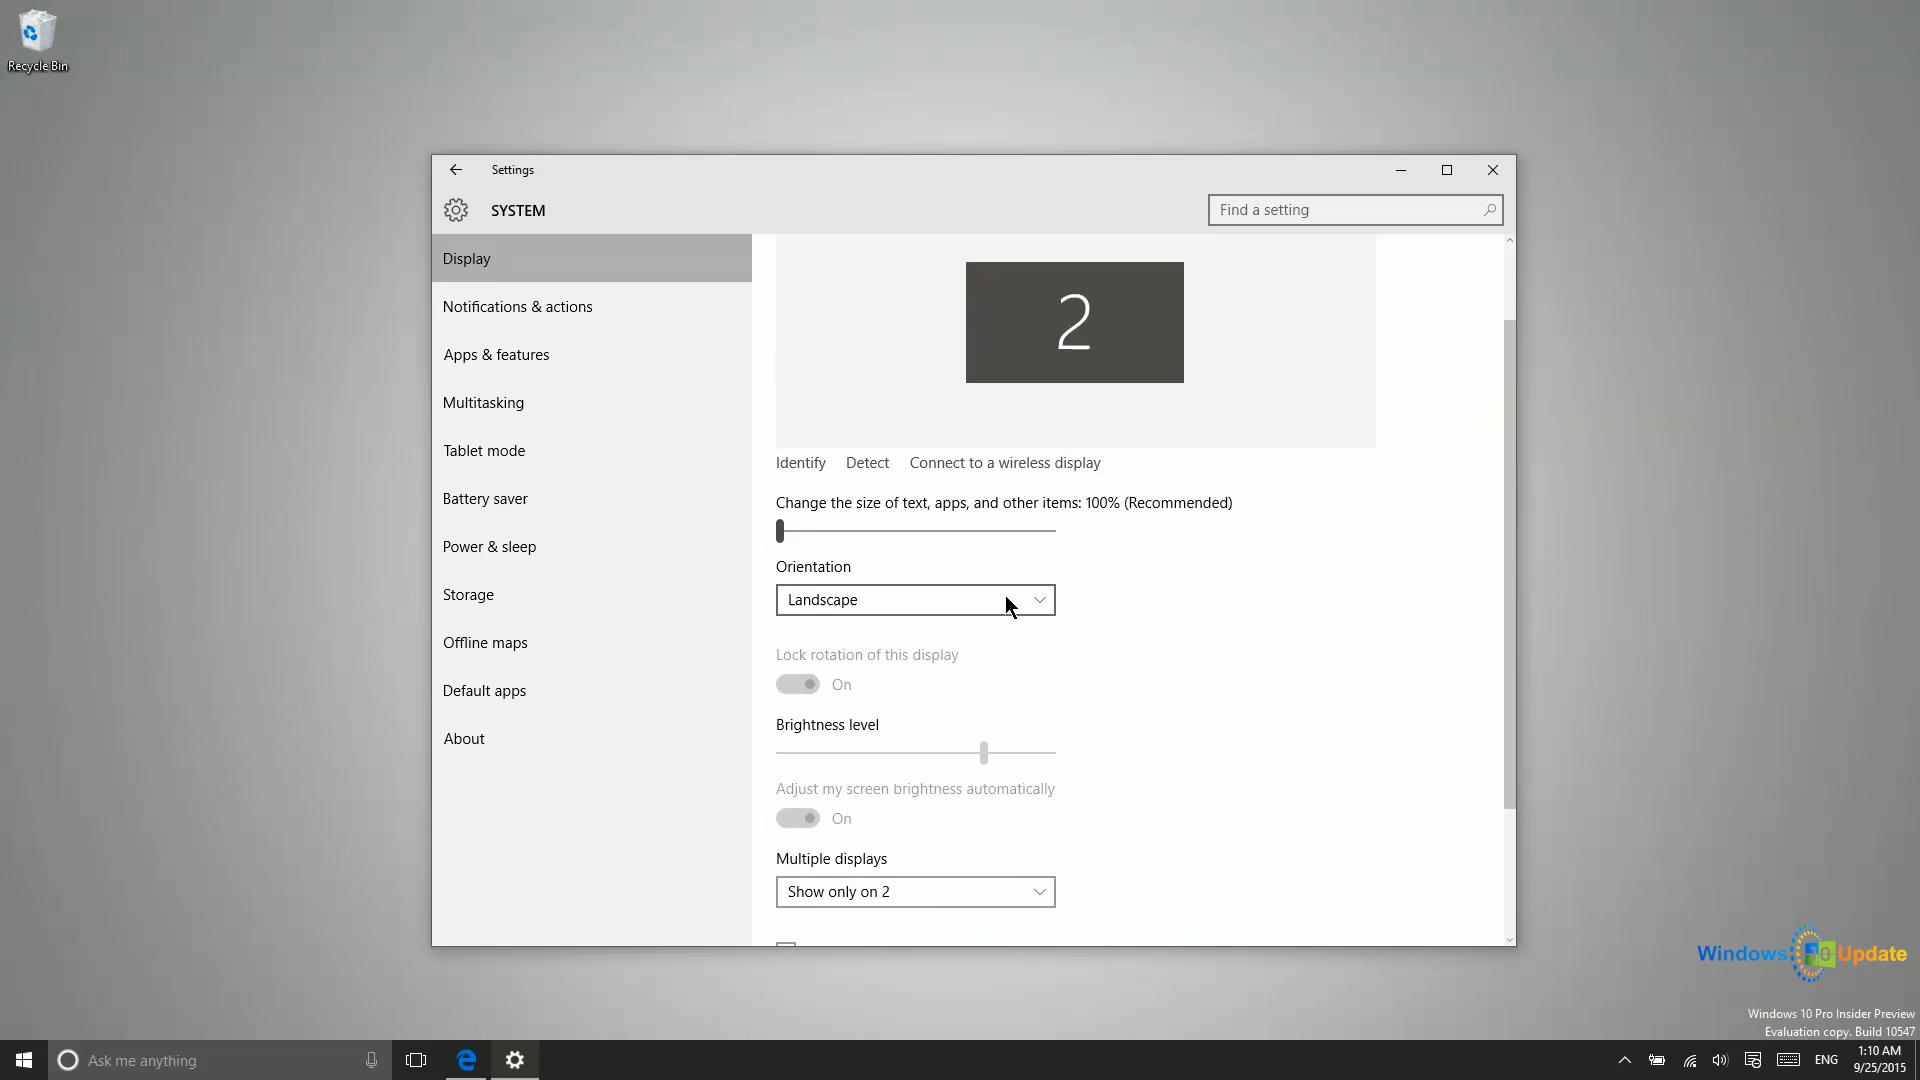 Recycle Bin
Settings
SYSTEM
Find a setting
Display
Notifications & actions
Apps & features
Multitasking
Tablet mode
Battery saver
Power & sleep
Storage
Offline maps
Default apps
About
2
Identify Detect Connect to a wireless display
Change the size of text, apps, and other items: 100% (Recommended)
Orientation
Landscape
Lock rotation of this display
On
Brightness level
Adjust my screen brightness automatically
On
Multiple displays
Show only on 2
Windows 10 Update
Windows 10 Pro Insider Preview
Evaluation copy. Build 10547
Ask me anything
ENG
1:10 AM
9/25/2015